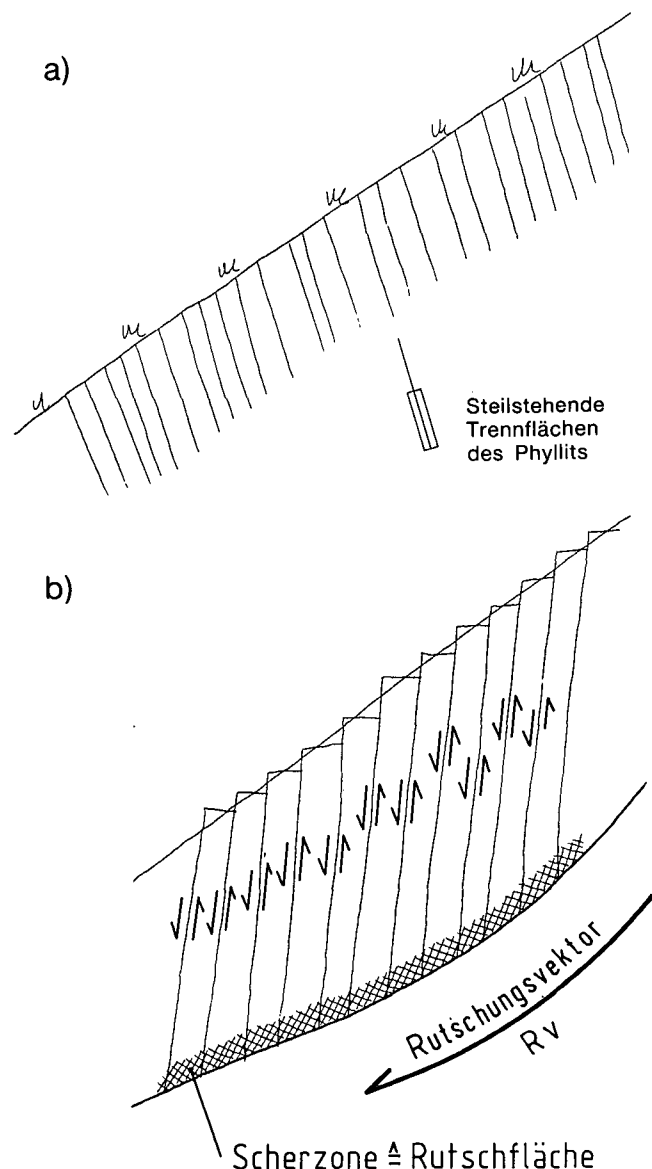 a)
Steilstehende
Trennflächen
des Phyllits
b)
Rutschungsvektor
Rv
Scherzone ≙ Rutschfläche